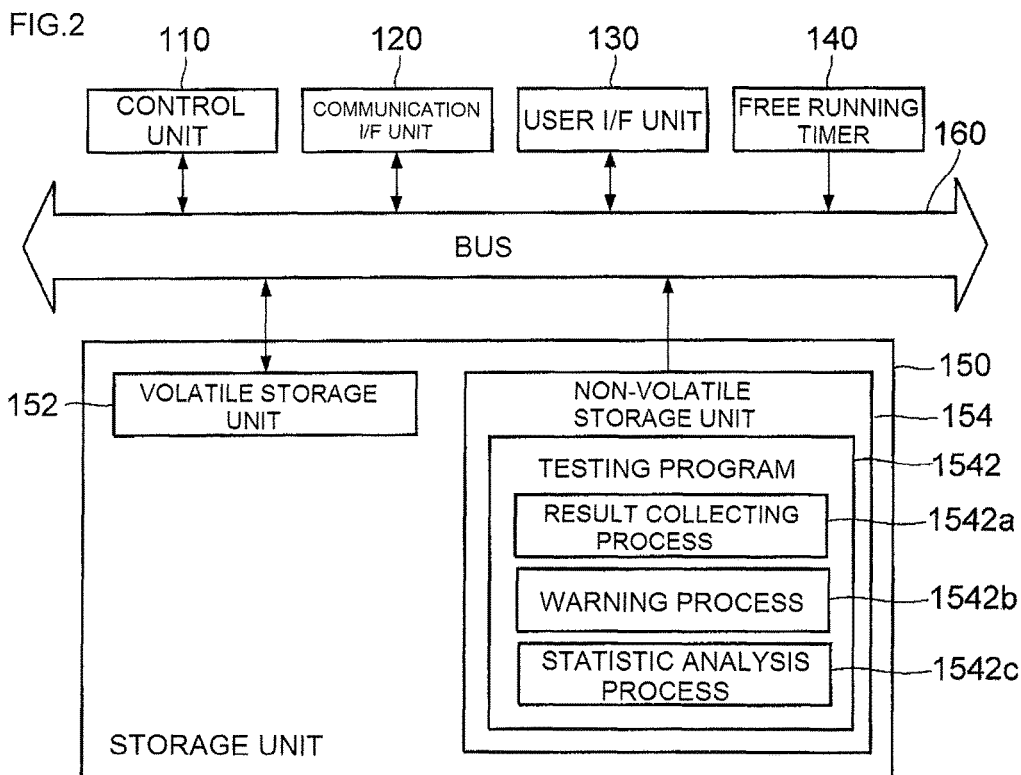 FIG.2
110
120
130
140
CONTROL
UNIT
COMMUNICATION
I/F UNIT
USER I/F UNIT
FREE RUNNING
TIMER
160
BUS
150
152
VOLATILE STORAGE
UNIT
NON-VOLATILE
STORAGE UNIT
154
TESTING PROGRAM
1542
RESULT COLLECTING
PROCESS
1542a
WARNING PROCESS
1542b
STATISTIC ANALYSIS
PROCESS
1542c
STORAGE UNIT